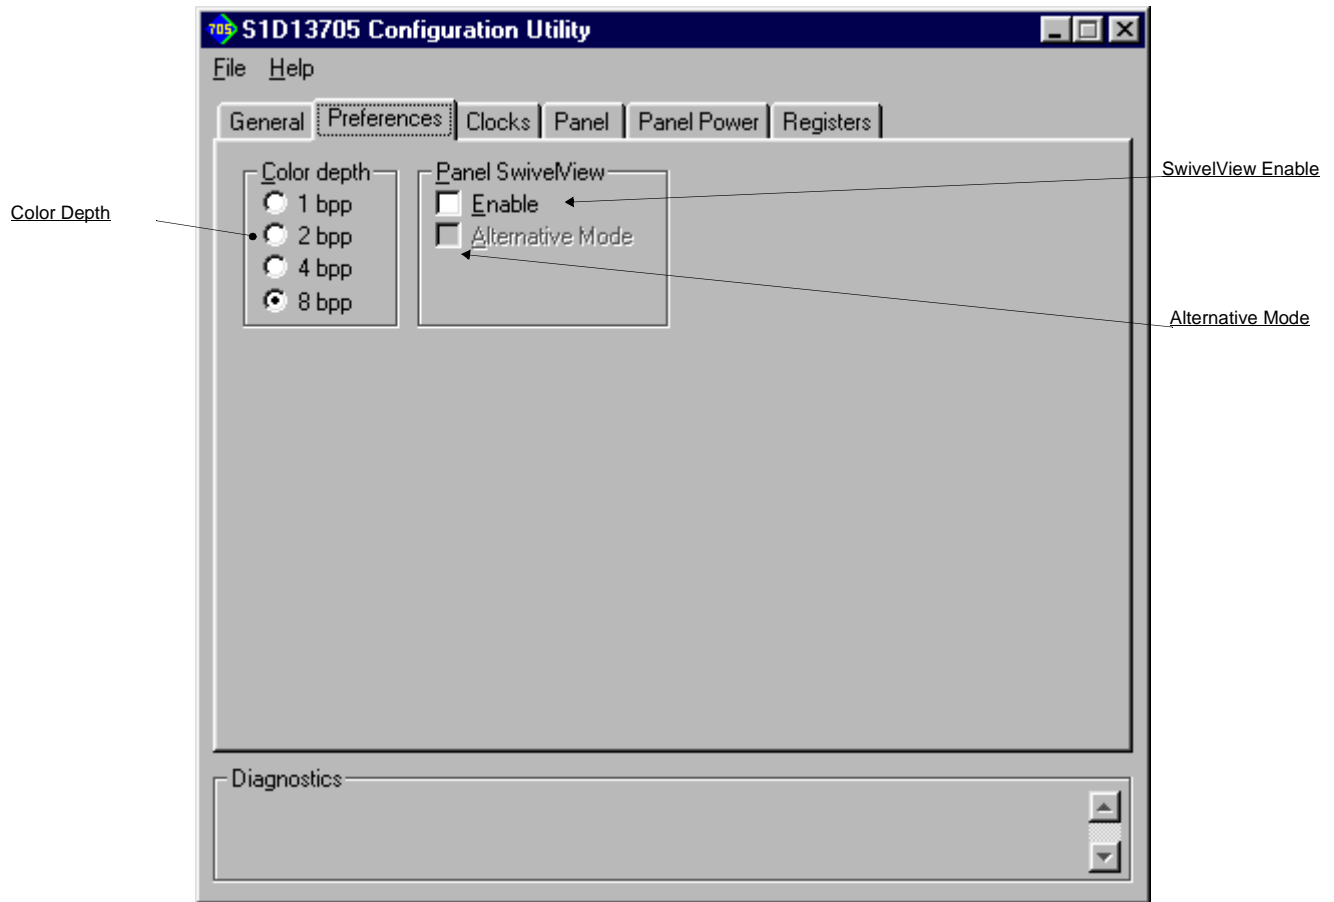 705 S1D13705 Configuration Utility
File Help
General Preferences Clocks Panel Panel Power Registers
Color depth
1 bpp
2 bpp
4 bpp
8 bpp
Panel SwivelView
Enable
Alternative Mode
SwivelView Enable
Color Depth
Alternative Mode
Diagnostics